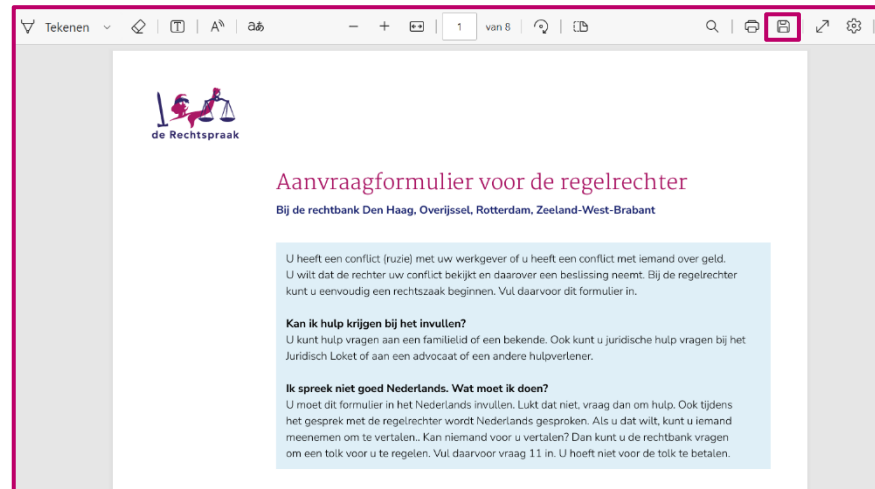 Tekenen
1 van 8
de Rechtspraak
Aanvraagformulier voor de regelrechter
Bij de rechtbank Den Haag, Overijssel, Rotterdam, Zeeland-West-Brabant
U heeft een conflict (ruzie) met uw werkgever of u heeft een conflict met iemand over geld.
U wilt dat de rechter uw conflict bekijkt en daarover een beslissing neemt. Bij de regelrechter
kunt u eenvoudig een rechtszaak beginnen. Vul daarvoor dit formulier in.
Kan ik hulp krijgen bij het invullen?
U kunt hulp vragen aan een familielid of een bekende. Ook kunt u juridische hulp vragen bij het
Juridisch Loket of aan een advocaat of een andere hulpverlener.
Ik spreek niet goed Nederlands. Wat moet ik doen?
U moet dit formulier in het Nederlands invullen. Lukt dat niet, vraag dan om hulp. Ook tijdens
het gesprek met de regelrechter wordt Nederlands gesproken. Als u dat wilt, kunt u iemand
meenemen om te vertalen.. Kan niemand voor u vertalen? Dan kunt u de rechtbank vragen
om een tolk voor u te regelen. Vul daarvoor vraag 11 in. U hoeft niet voor de tolk te betalen.